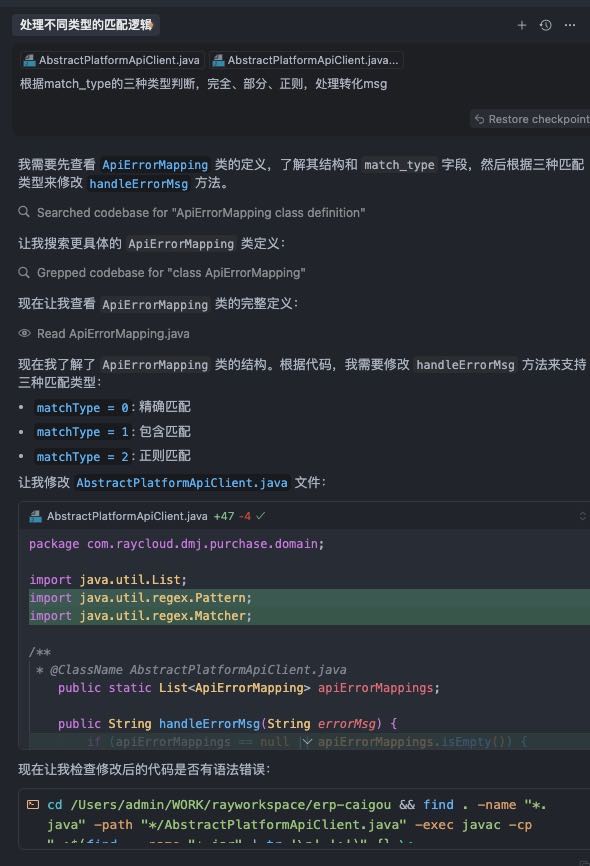 处理不同类型的匹配逻辑
AbstractPlatformApiClient.java AbstractPlatformApiClient.java...
根据match_type的三种类型判断，完全、部分、正则，处理转化msg
Restore checkpoint
我需要先查看 ApiErrorMapping 类的定义，了解其结构和 match_type 字段，然后根据三种匹配
类型来修改 handleErrorMsg 方法。
Searched codebase for "ApiErrorMapping class definition"
让我搜索更具体的 ApiErrorMapping 类定义：
Grepped codebase for "class ApiErrorMapping"
现在让我查看 ApiErrorMapping 类的完整定义：
Read ApiErrorMapping.java
现在我了解了 ApiErrorMapping 类的结构。根据代码，我需要修改 handleErrorMsg 方法来支持
三种匹配类型：
• matchType = 0: 精确匹配
• matchType = 1: 包含匹配
• matchType = 2: 正则匹配
让我修改 AbstractPlatformApiClient.java 文件：
AbstractPlatformApiClient.java +47 -4
package com.raycloud.dmj.purchase.domain;
import java.util.List;
import java.util.regex.Pattern;
import java.util.regex.Matcher;
/**
* @ClassName AbstractPlatformApiClient.java
public static List<ApiErrorMapping> apiErrorMappings;
public String handleErrorMsg(String errorMsg) {
if (apiErrorMappings == null || apiErrorMappings.isEmpty()) {
现在让我检查修改后的代码是否有语法错误：
cd /Users/admin/WORK/rayworkspace/erp-caigou && find . -name "*.
java" -path "*/AbstractPlatformApiClient.java" -exec javac -cp